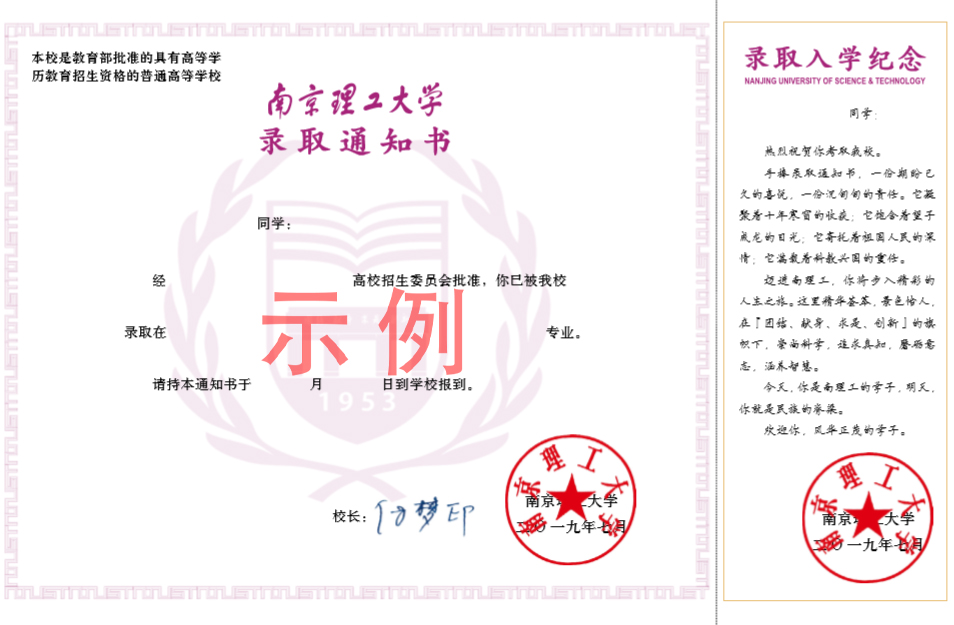 本校是教育部批准的具有高等学
历教育招生资格的普通高等学校
南京理工大学
录取通知书
同学：
经 高校招生委员会批准，你已被我校
录取在 专业。
请持本通知书于 月 日到学校报到。
示例
1953
校长：
南京理工大学
南京理工大学
二〇一九年七月
录取入学纪念
NANJING UNIVERSITY OF SCIENCE & TECHNOLOGY
同学：
热烈祝贺你考取我校。
手捧录取通知书，一份期盼已
久的喜悦，一份沉甸甸的责任。它凝
聚着十年寒窗的收获；它饱含着望子
成龙的目光；它寄托着祖国人民的深
情；它满载着科教兴国的重任。
迈进南理工，你将步入精彩的
人生之旅。这里精华荟萃，景色怡人，
在『团结、献身、求是、创新』的旗
帜下，崇尚科学，追求真知，磨砺意
志，涵养智慧。
今天，你是南理工的学子，明天，
你就是民族的脊梁。
欢迎你，风华正茂的学子。
南京理工大学
南京理工大学
二〇一九年七月